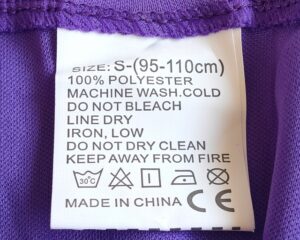 SIZE: S-(95-110cm)
100% POLYESTER
MACHINE WASH.COLD
DO NOT BLEACH
LINE DRY
IRON, LOW
DO NOT DRY CLEAN
KEEP AWAY FROM FIRE
30°C
MADE IN CHINA CE